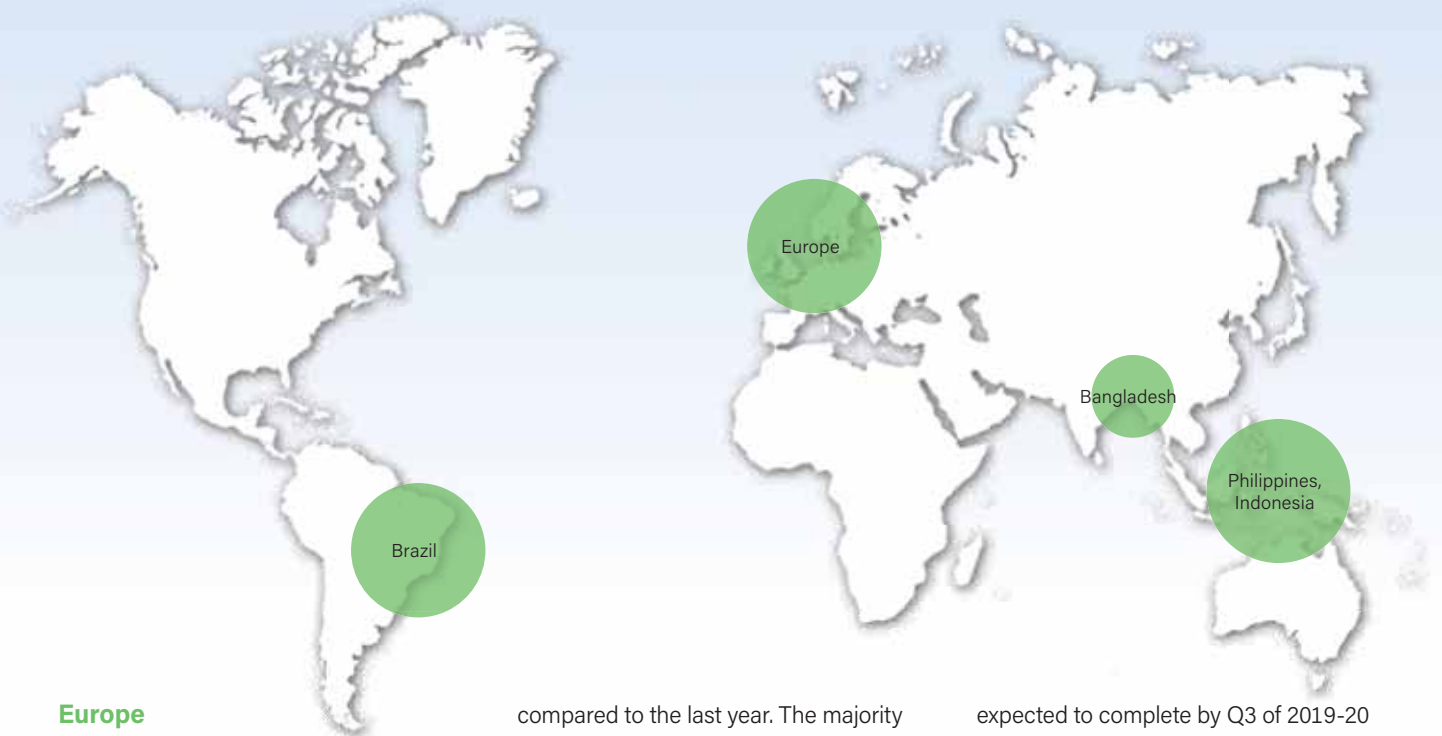 Europe
Bangladesh
Philippines,
Indonesia
Brazil
Europe
compared to the last year. The majority
expected to complete by Q3 of 2019-20